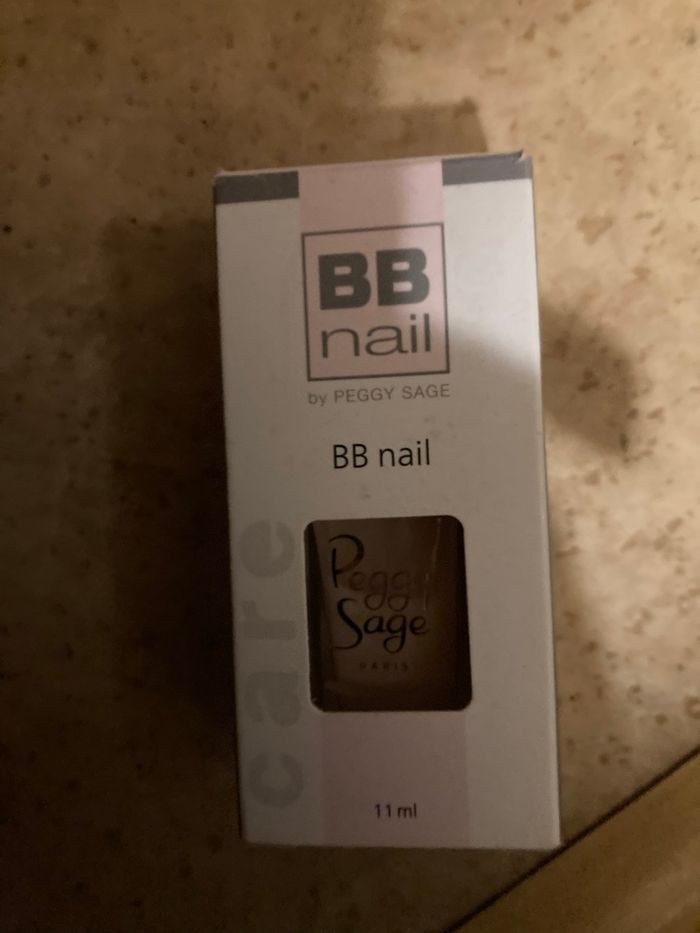 BB
nail
by PEGGY SAGE
BB nail
care
Peggy
Sage
PARIS
11 ml